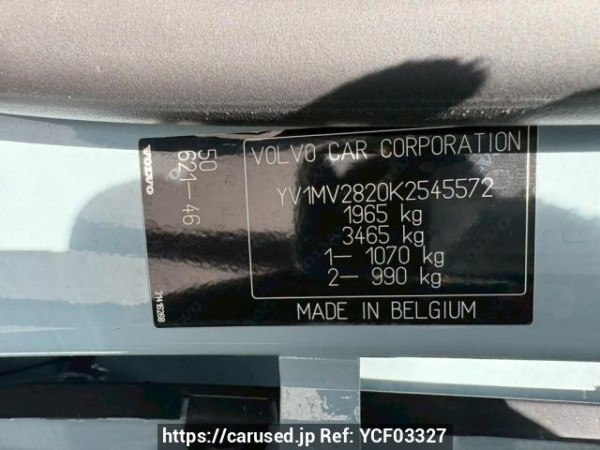 VOLVO CAR CORPORATION
YV1MV2820K2545572
1965 kg
3465 kg
1– 1070 kg
2– 990 kg
MADE IN BELGIUM
50
621-46
VOLVO
https://carused.jp Ref: YCF03327